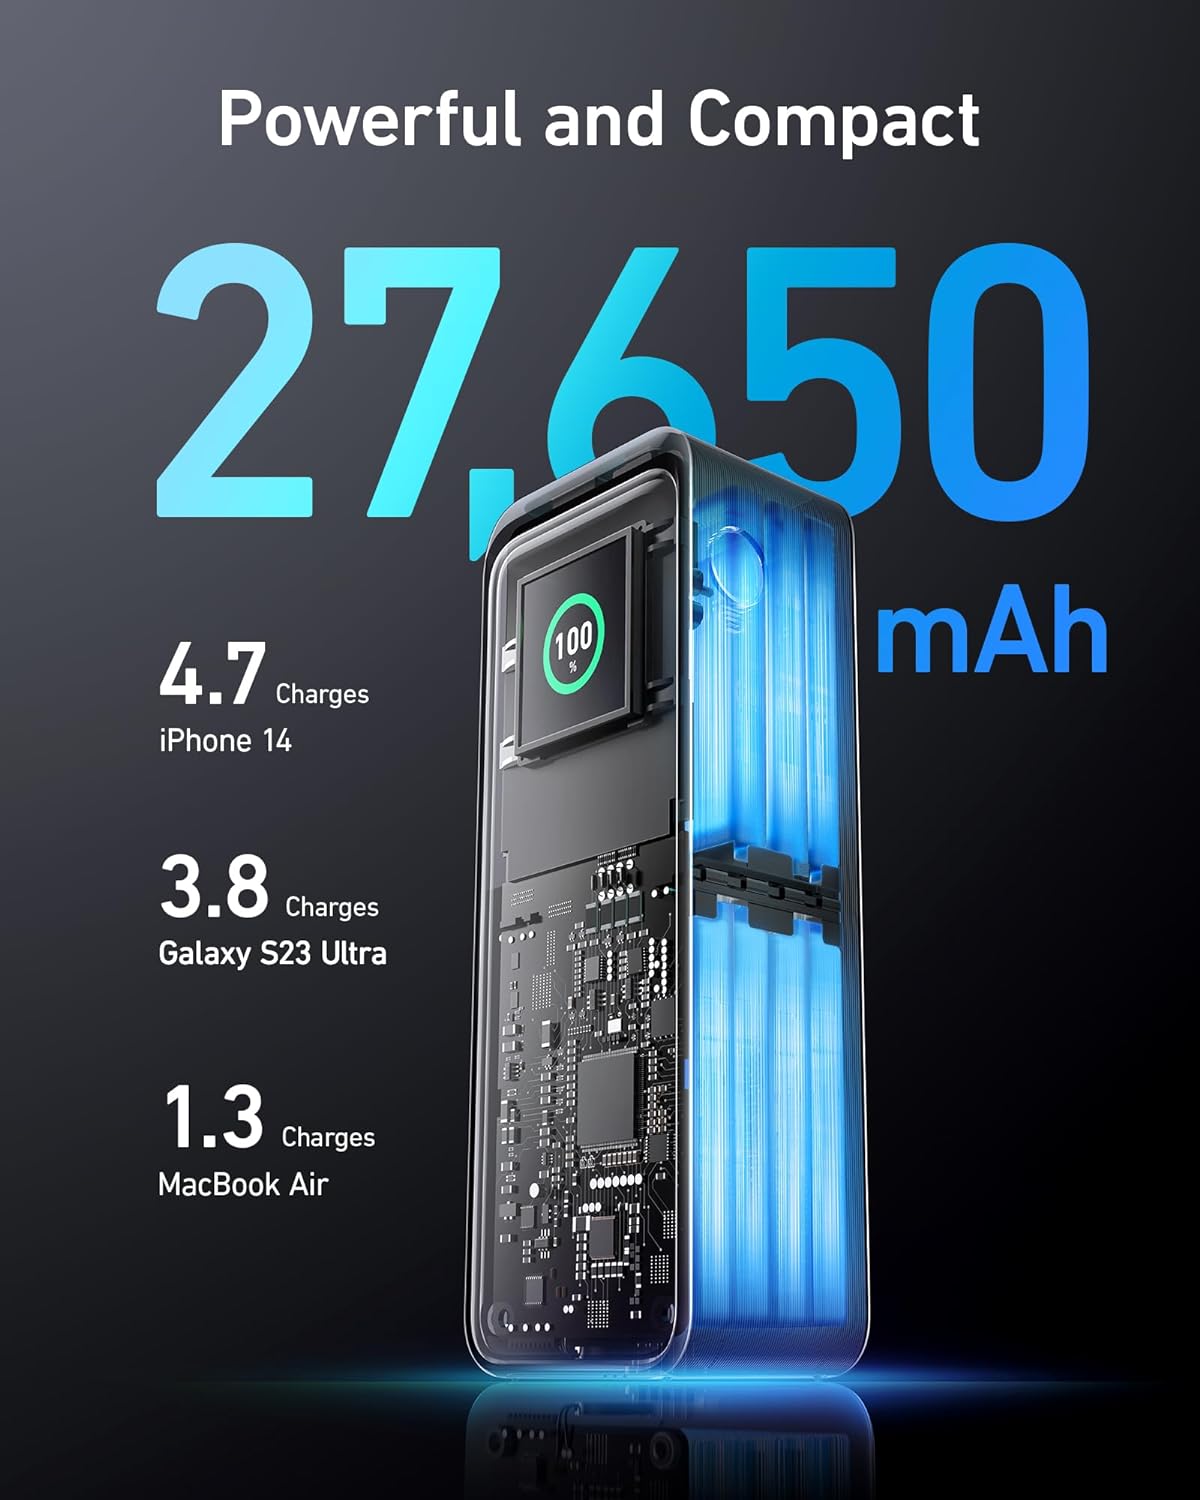 Powerful and Compact
27,650
mAh
100
%
4.7 Charges
iPhone 14
3.8 Charges
Galaxy S23 Ultra
1.3 Charges
MacBook Air